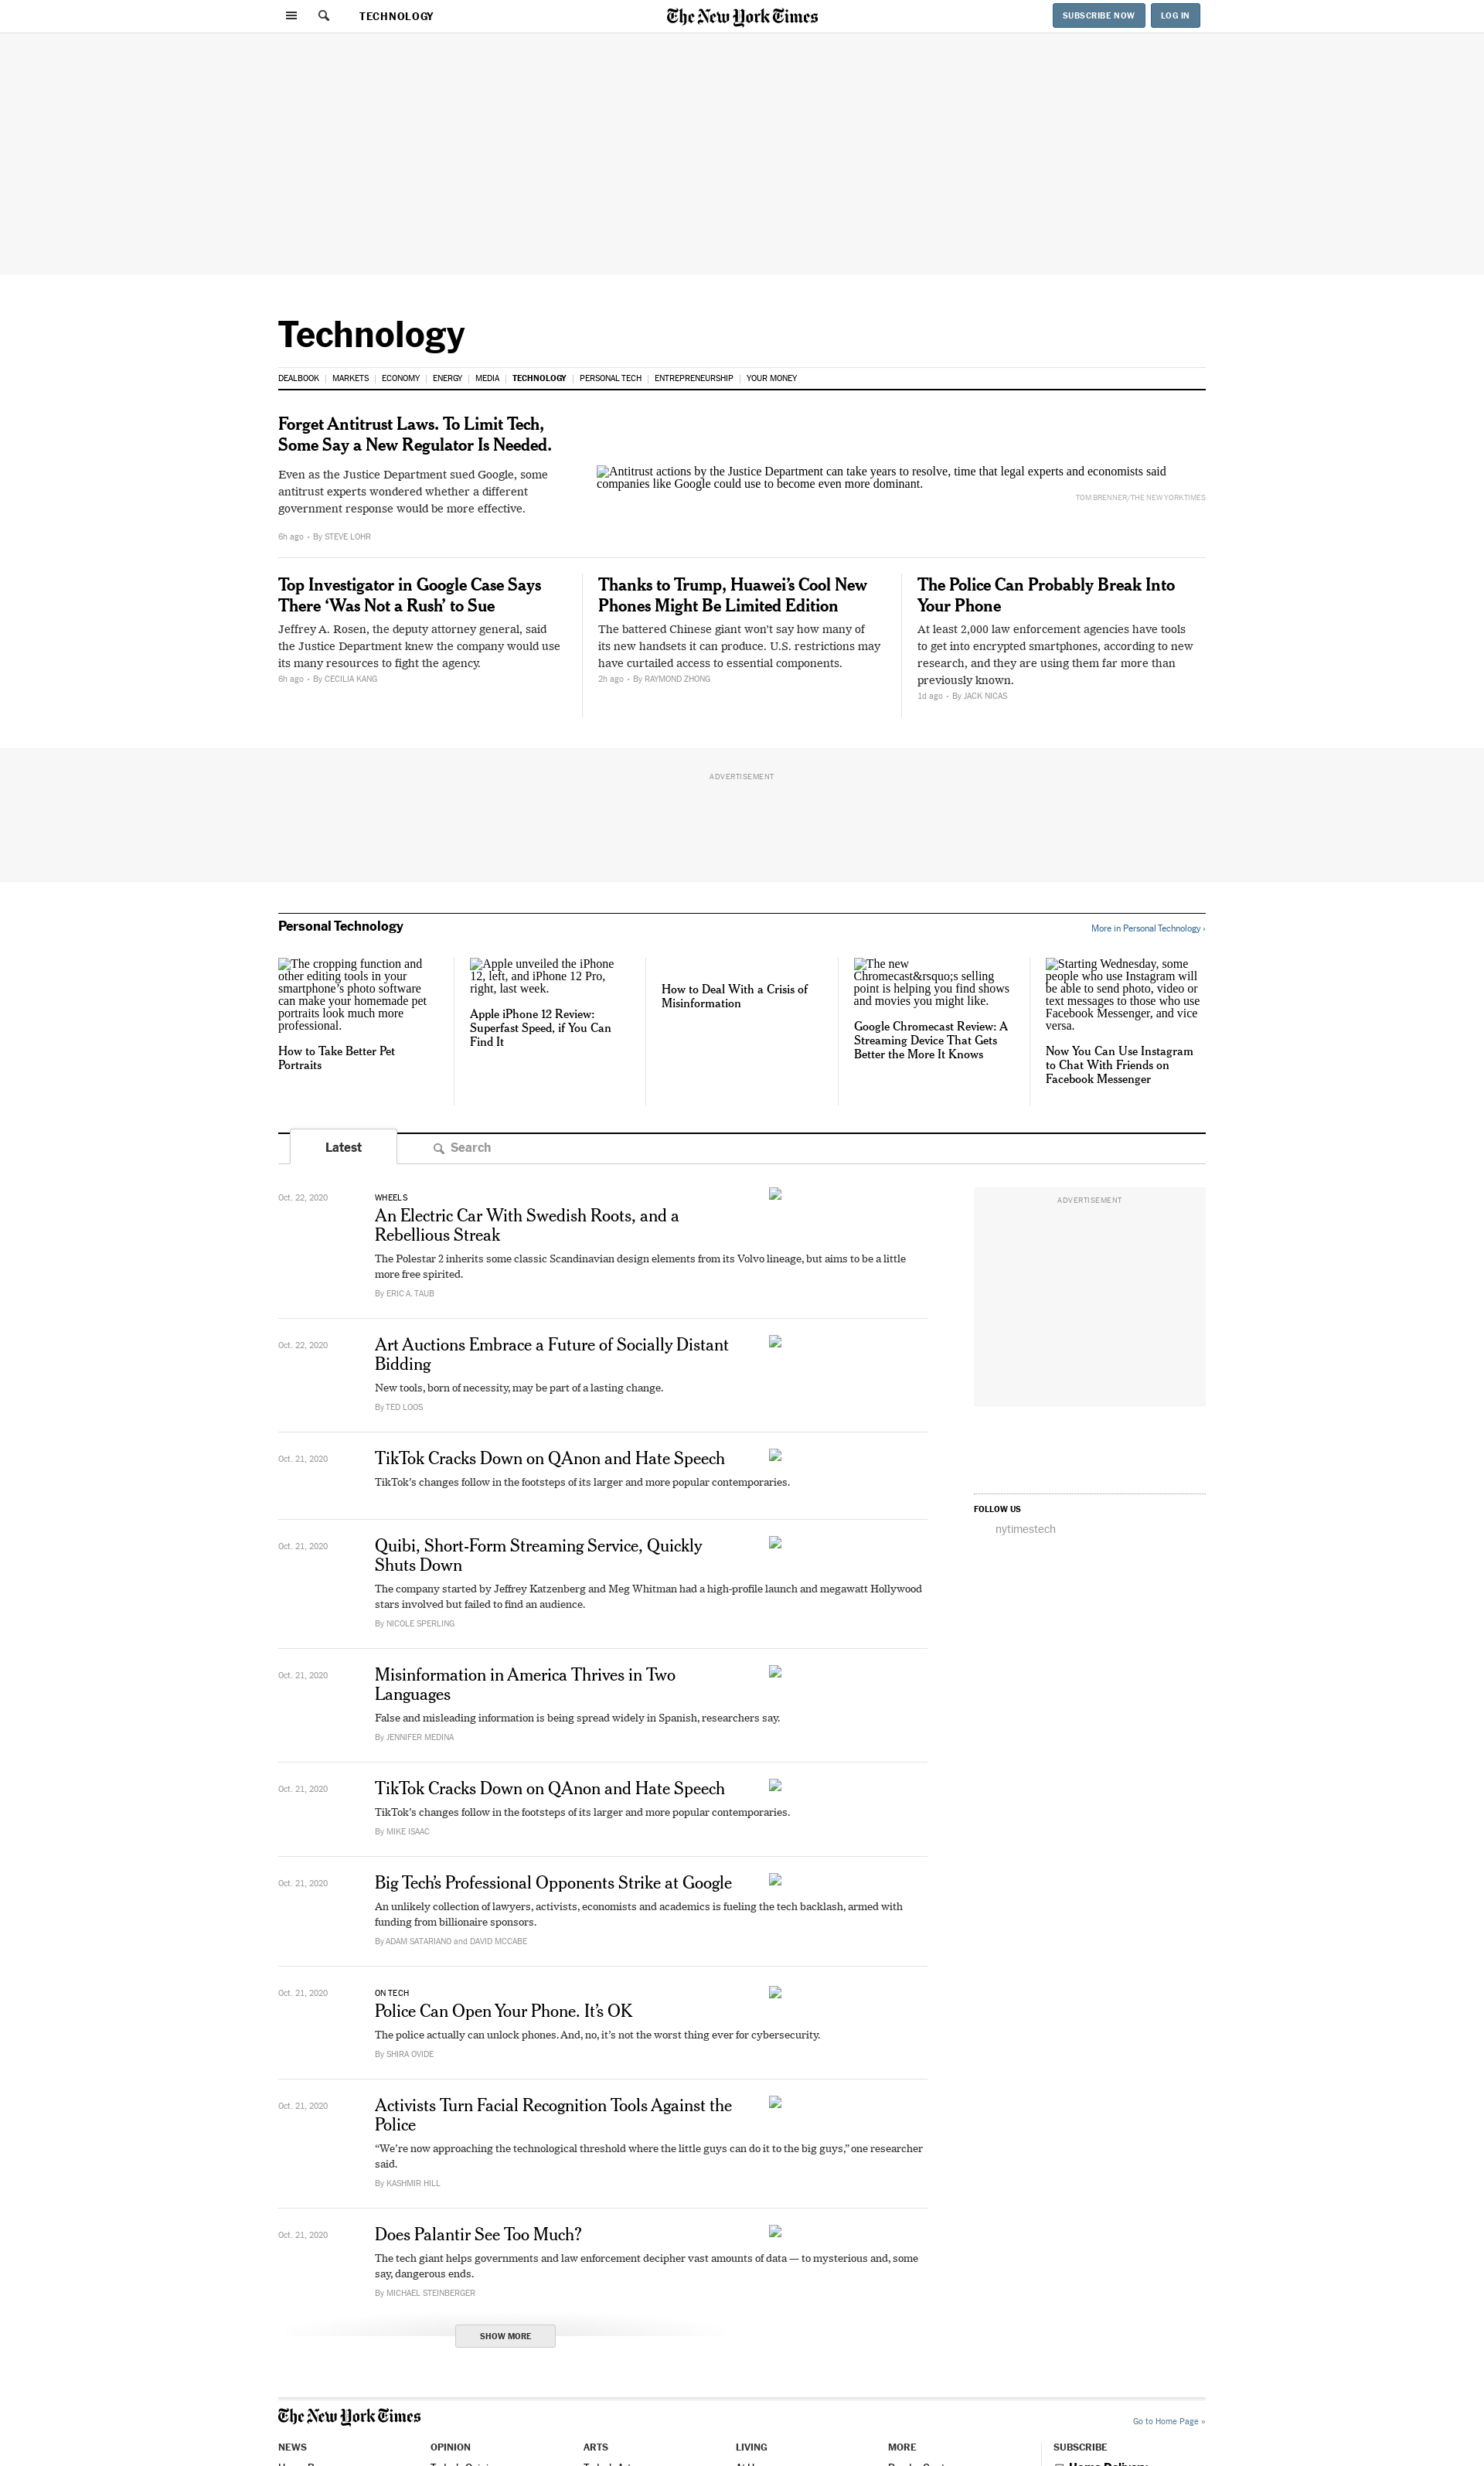 TECHNOLOGY
The New York Times
SUBSCRIBE NOW
LOG IN
Technology
DEALBOOK
MARKETS
ECONOMY
ENERGY
MEDIA
TECHNOLOGY
PERSONAL TECH
ENTREPRENEURSHIP
YOUR MONEY
Forget Antitrust Laws. To Limit Tech,
Some Say a New Regulator Is Needed.
Even as the Justice Department sued Google, some
antitrust experts wondered whether a different
government response would be more effective.
6h ago • By STEVE LOHR
Antitrust actions by the Justice Department can take years to resolve, time that legal experts and economists said
companies like Google could use to become even more dominant.
TOM BRENNER/THE NEW YORK TIMES
Top Investigator in Google Case Says
There ‘Was Not a Rush’ to Sue
Jeffrey A. Rosen, the deputy attorney general, said
the Justice Department knew the company would use
its many resources to fight the agency.
6h ago • By CECILIA KANG
Thanks to Trump, Huawei’s Cool New
Phones Might Be Limited Edition
The battered Chinese giant won’t say how many of
its new handsets it can produce. U.S. restrictions may
have curtailed access to essential components.
2h ago • By RAYMOND ZHONG
The Police Can Probably Break Into
Your Phone
At least 2,000 law enforcement agencies have tools
to get into encrypted smartphones, according to new
research, and they are using them far more than
previously known.
1d ago • By JACK NICAS
ADVERTISEMENT
Personal Technology
More in Personal Technology ›
The cropping function and
other editing tools in your
smartphone’s photo software
can make your homemade pet
portraits look much more
professional.
How to Take Better Pet
Portraits
Apple unveiled the iPhone
12, left, and iPhone 12 Pro,
right, last week.
Apple iPhone 12 Review:
Superfast Speed, if You Can
Find It
How to Deal With a Crisis of
Misinformation
The new
Chromecast&rsquo;s selling
point is helping you find shows
and movies you might like.
Google Chromecast Review: A
Streaming Device That Gets
Better the More It Knows
Starting Wednesday, some
people who use Instagram will
be able to send photo, video or
text messages to those who use
Facebook Messenger, and vice
versa.
Now You Can Use Instagram
to Chat With Friends on
Facebook Messenger
Latest
Search
Oct. 22, 2020
WHEELS
An Electric Car With Swedish Roots, and a
Rebellious Streak
The Polestar 2 inherits some classic Scandinavian design elements from its Volvo lineage, but aims to be a little
more free spirited.
By ERIC A. TAUB
ADVERTISEMENT
Oct. 22, 2020
Art Auctions Embrace a Future of Socially Distant
Bidding
New tools, born of necessity, may be part of a lasting change.
By TED LOOS
Oct. 21, 2020
TikTok Cracks Down on QAnon and Hate Speech
TikTok’s changes follow in the footsteps of its larger and more popular contemporaries.
FOLLOW US
nytimestech
Oct. 21, 2020
Quibi, Short-Form Streaming Service, Quickly
Shuts Down
The company started by Jeffrey Katzenberg and Meg Whitman had a high-profile launch and megawatt Hollywood
stars involved but failed to find an audience.
By NICOLE SPERLING
Oct. 21, 2020
Misinformation in America Thrives in Two
Languages
False and misleading information is being spread widely in Spanish, researchers say.
By JENNIFER MEDINA
Oct. 21, 2020
TikTok Cracks Down on QAnon and Hate Speech
TikTok’s changes follow in the footsteps of its larger and more popular contemporaries.
By MIKE ISAAC
Oct. 21, 2020
Big Tech’s Professional Opponents Strike at Google
An unlikely collection of lawyers, activists, economists and academics is fueling the tech backlash, armed with
funding from billionaire sponsors.
By ADAM SATARIANO and DAVID MCCABE
Oct. 21, 2020
ON TECH
Police Can Open Your Phone. It’s OK
The police actually can unlock phones. And, no, it’s not the worst thing ever for cybersecurity.
By SHIRA OVIDE
Oct. 21, 2020
Activists Turn Facial Recognition Tools Against the
Police
“We’re now approaching the technological threshold where the little guys can do it to the big guys,” one researcher
said.
By KASHMIR HILL
Oct. 21, 2020
Does Palantir See Too Much?
The tech giant helps governments and law enforcement decipher vast amounts of data — to mysterious and, some
say, dangerous ends.
By MICHAEL STEINBERGER
SHOW MORE
The New York Times
Go to Home Page »
NEWS
OPINION
ARTS
LIVING
MORE
SUBSCRIBE